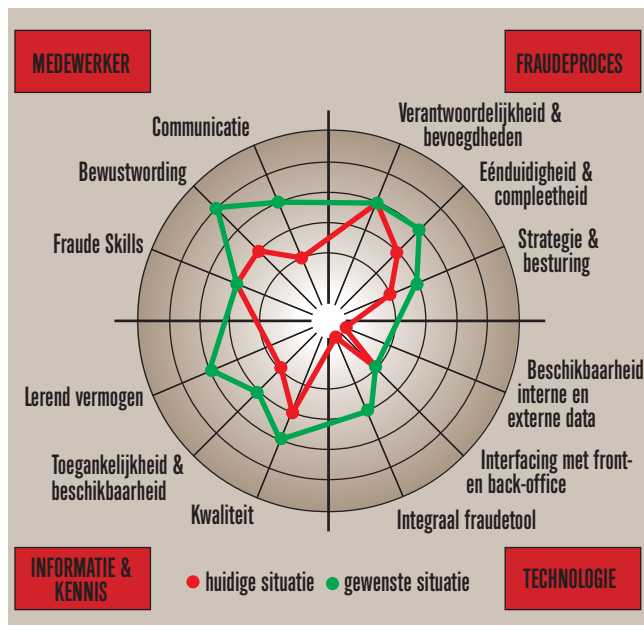 MEDEWERKER
FRAUDEPROCES
Communicatie
Verantwoordelijkheid &
bevoegdheden
Bewustwording
Eénduidigheid &
compleetheid
Fraude Skills
Strategie &
besturing
Lerend vermogen
Beschikbaarheid
interne en
externe data
Toegankelijkheid &
beschikbaarheid
Interfacing met front-
en back-office
Kwaliteit
Integraal fraudetool
INFORMATIE &
KENNIS
huidige situatie
gewenste situatie
TECHNOLOGIE